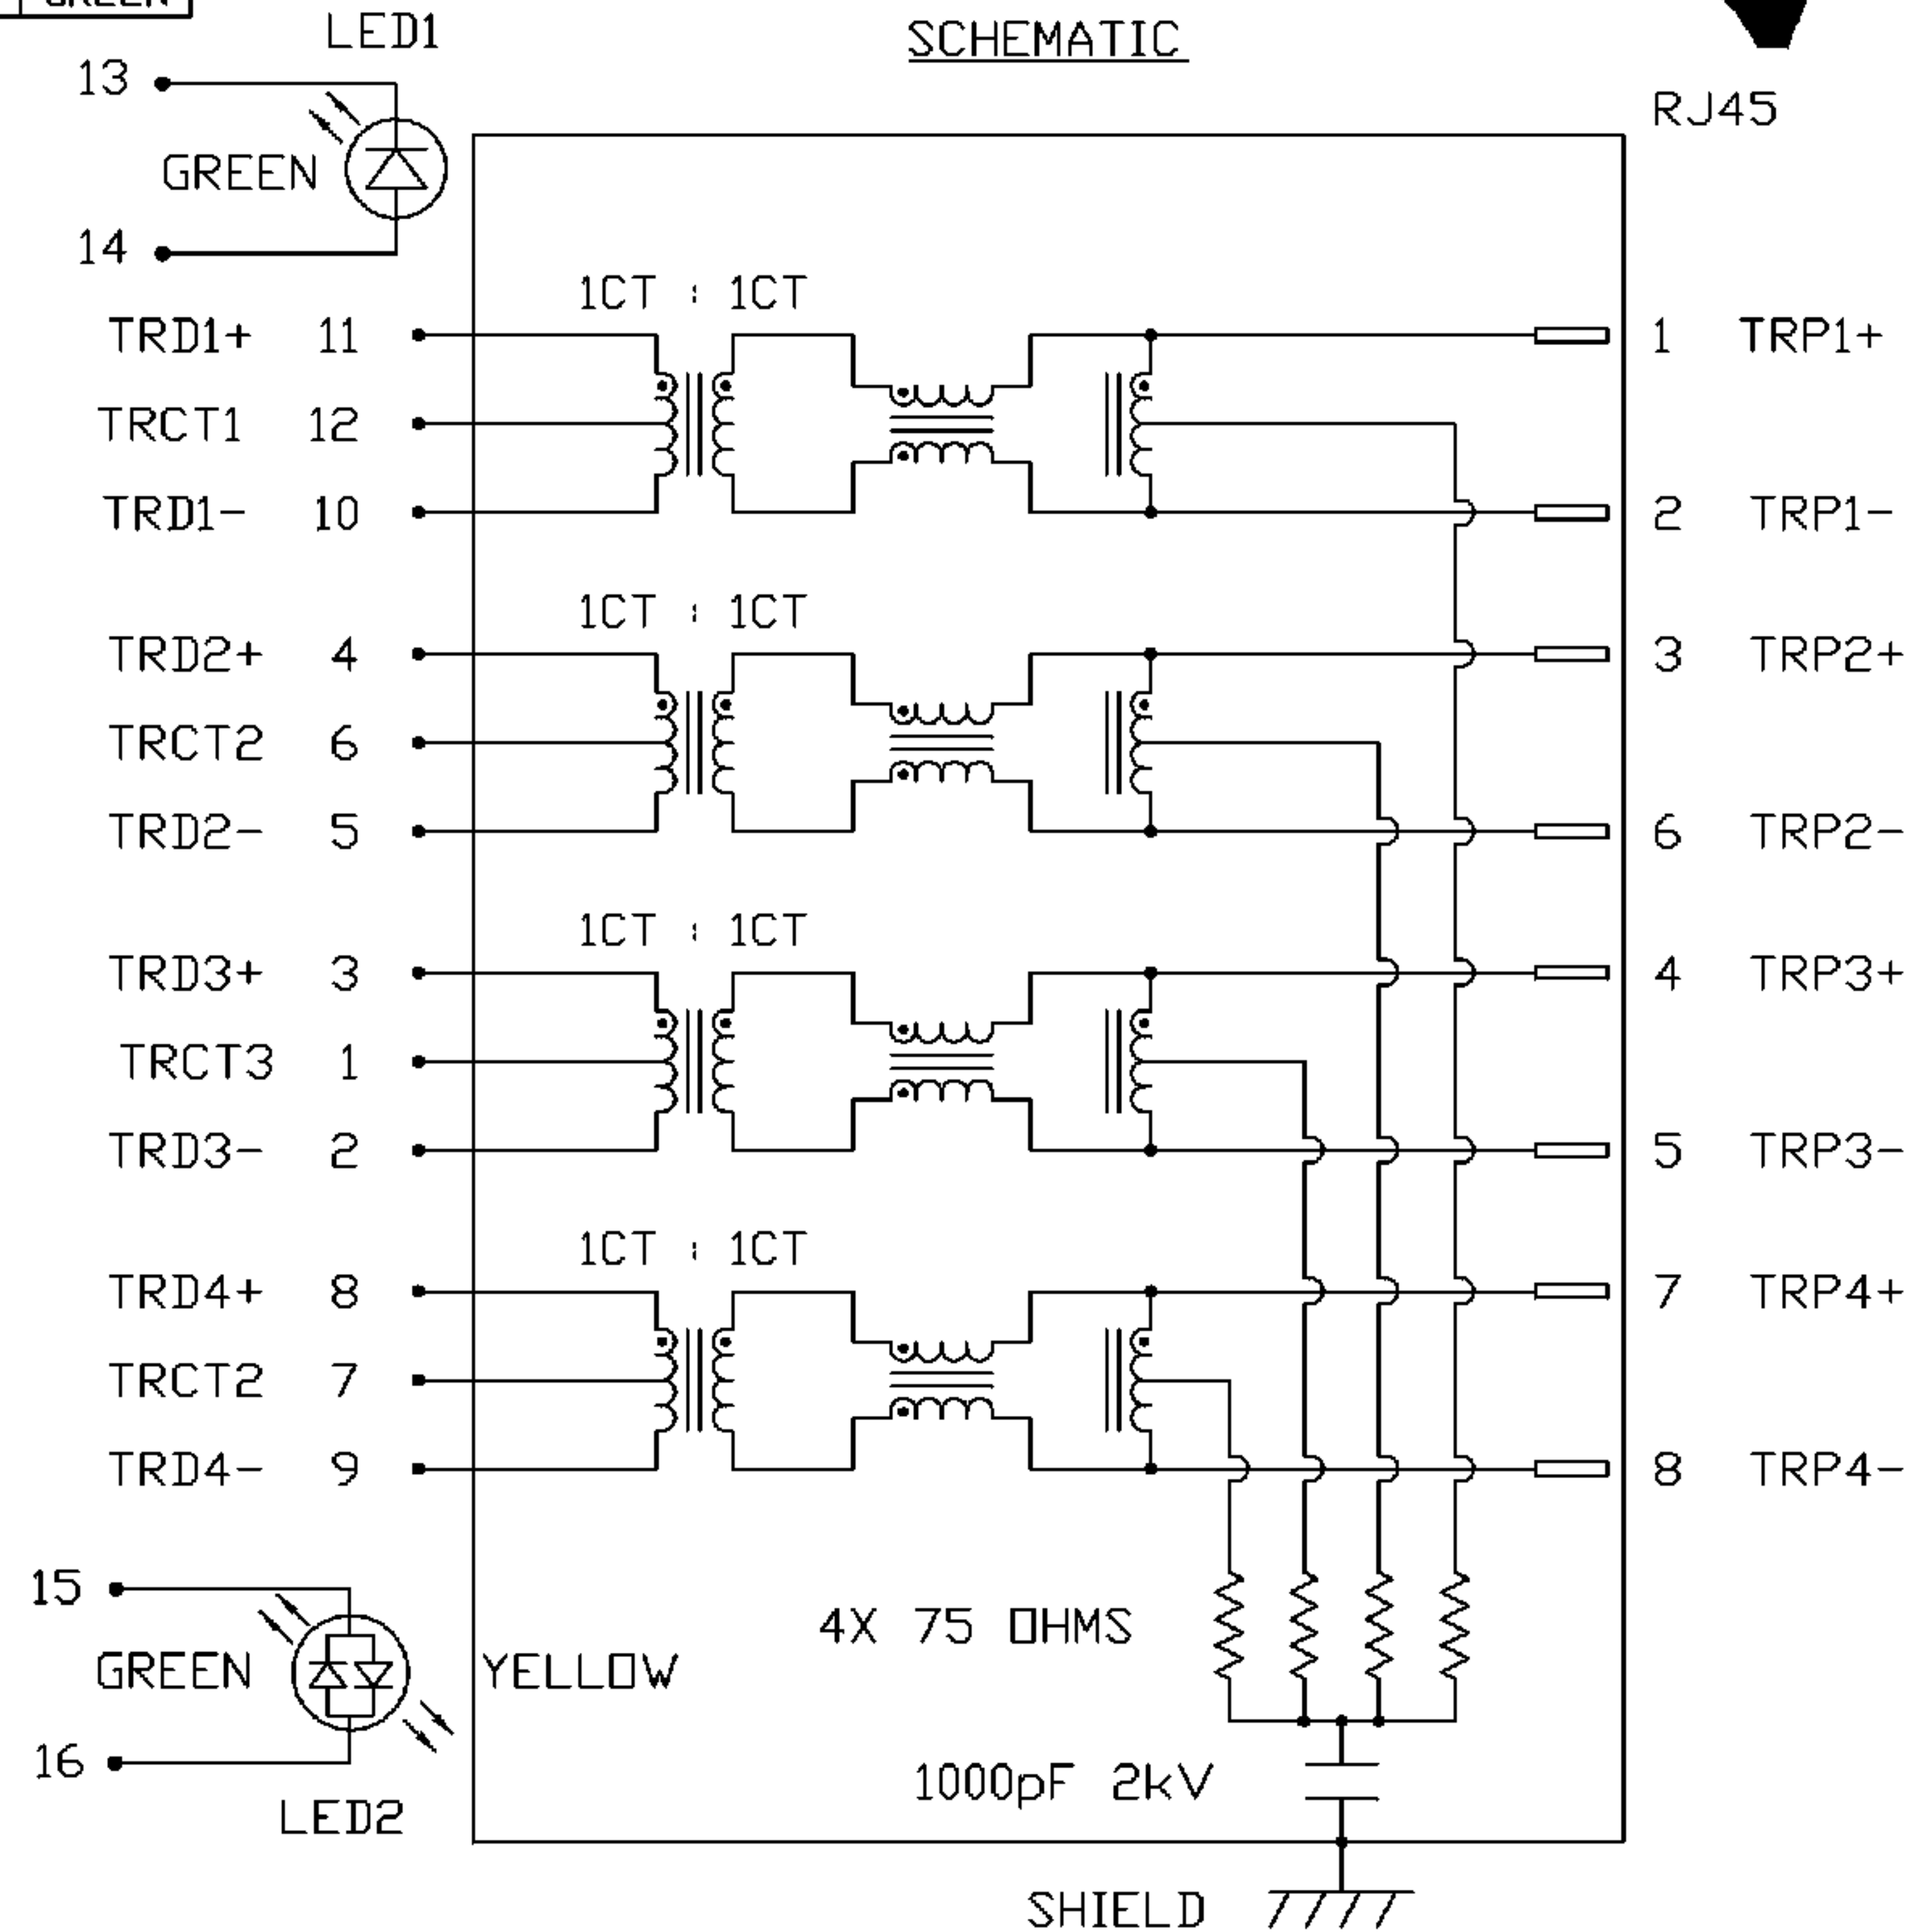 GREEN
LED1
SCHEMATIC
13
RJ45
GREEN
14
1CT : 1CT
TRD1+ 11 1 TRP1+
TRCT1 12
TRD1- 10 2 TRP1-
1CT : 1CT
TRD2+ 4 3 TRP2+
TRCT2 6
TRD2- 5 6 TRP2-
1CT : 1CT
TRD3+ 3 4 TRP3+
TRCT3 1
TRD3- 2 5 TRP3-
1CT : 1CT
TRD4+ 8 7 TRP4+
TRCT2 7
TRD4- 9 8 TRP4-
15
4X 75 OHMS
GREEN YELLOW
16
1000pF 2kV
LED2
SHIELD